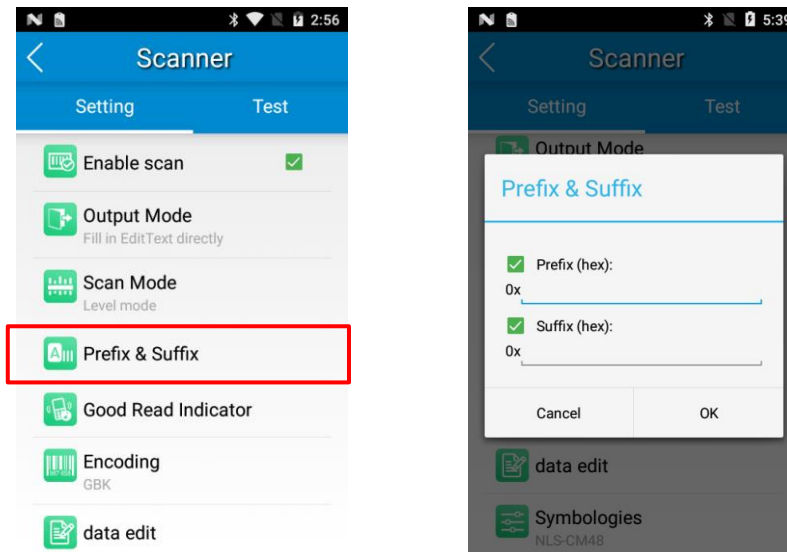 2:56
Scanner
Setting Test
Enable scan
Output Mode
Fill in EditText directly
Scan Mode
Level mode
Prefix & Suffix
Good Read Indicator
Encoding
GBK
data edit
5:39
Scanner
Setting Test
Output Mode
Prefix & Suffix
Prefix (hex):
0x
Suffix (hex):
0x
Cancel OK
data edit
Symbologies
NLS-CM48